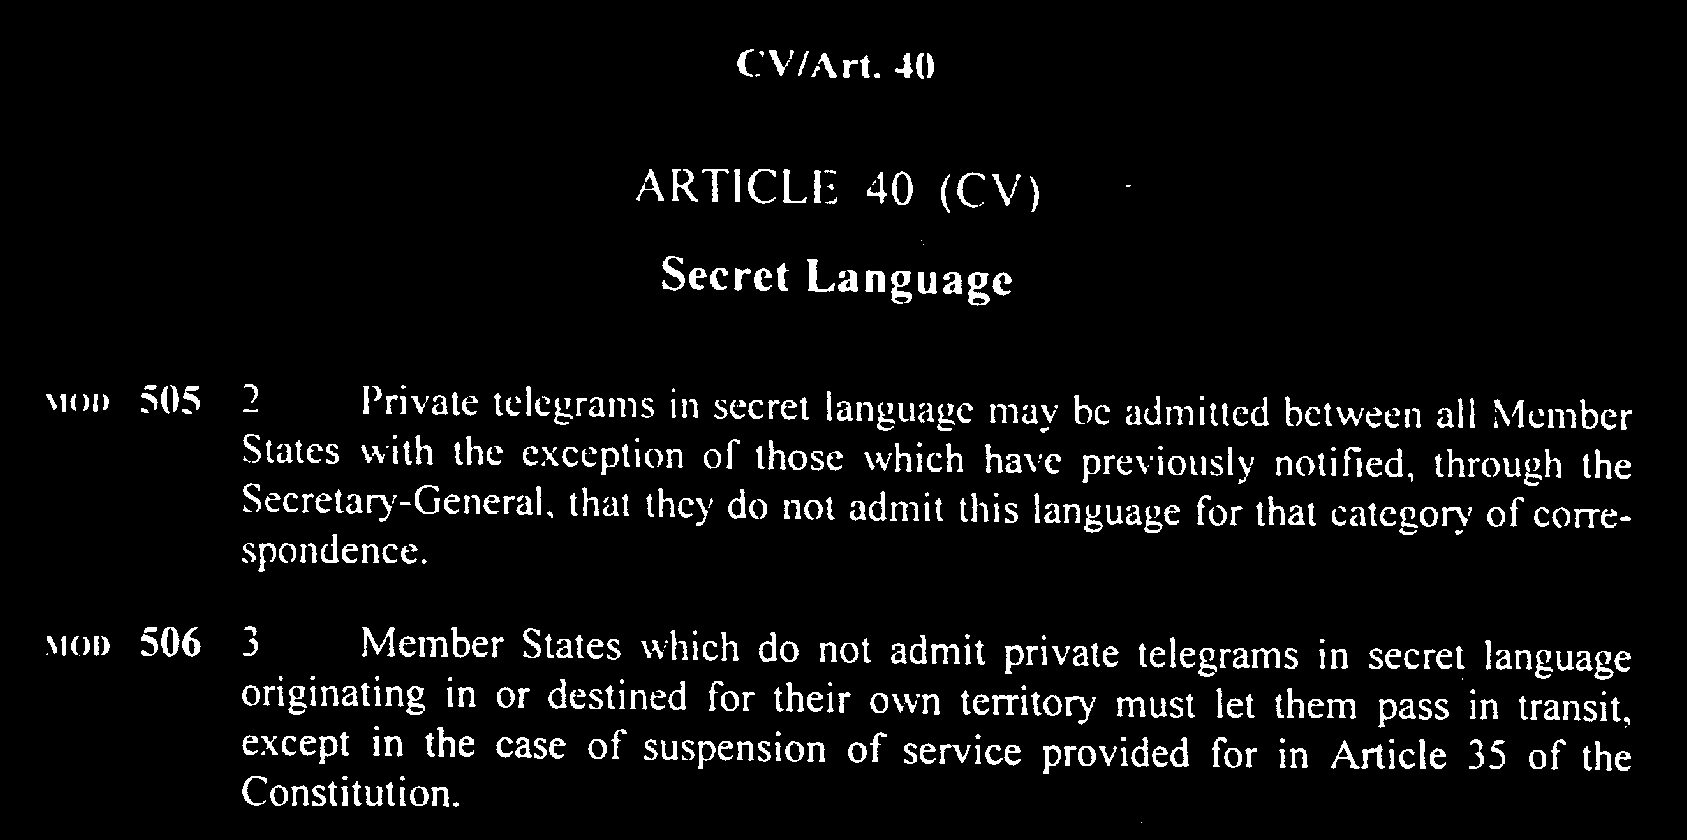 CV/Art. 40
ARTICLE 40 (CV)
Secret Language
MOD 505 2 Private telegrams in secret language may be admitted between all Member
States with the exception of those which have previously notified, through the
Secretary-General, that they do not admit this language for that category of corre-
spondence.
MOD 506 3 Member States which do not admit private telegrams in secret language
originating in or destined for their own territory must let them pass in transit,
except in the case of suspension of service provided for in Article 35 of the
Constitution.